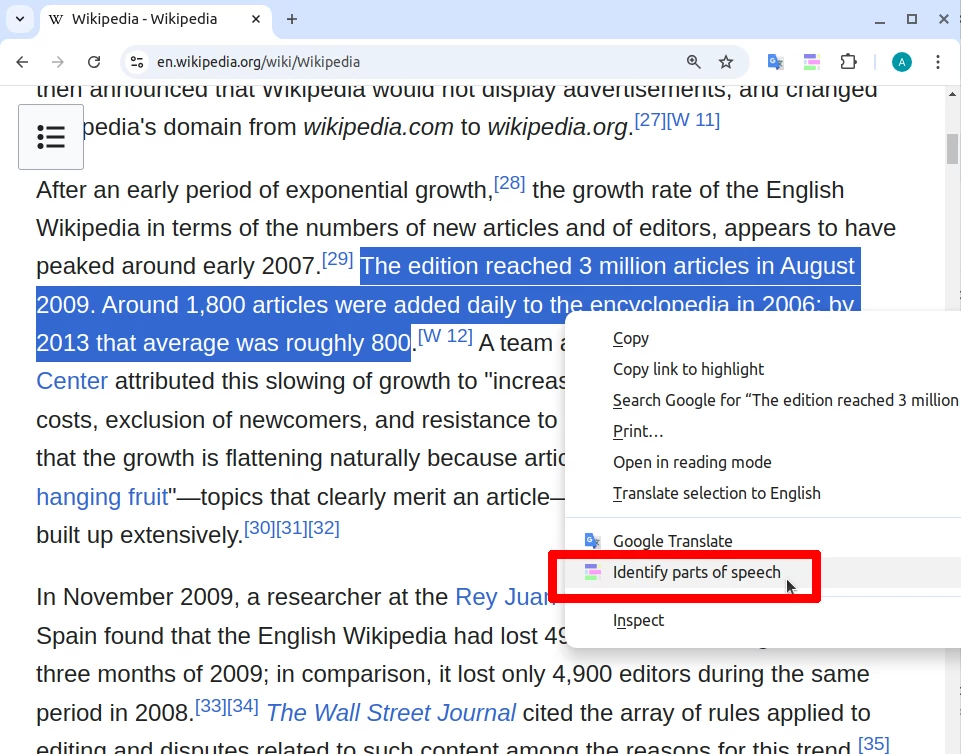 Wikipedia - Wikipedia
en.wikipedia.org/wiki/Wikipedia
A
then announced that Wikipedia would not display advertisements, and changed
pedia's domain from wikipedia.com to wikipedia.org.[27][W 11]
After an early period of exponential growth,[28] the growth rate of the English
Wikipedia in terms of the numbers of new articles and of editors, appears to have
peaked around early 2007.[29] The edition reached 3 million articles in August
2009. Around 1,800 articles were added daily to the encyclopedia in 2006; by
2013 that average was roughly 800.[W 12] A team
Center attributed this slowing of growth to "increas
costs, exclusion of newcomers, and resistance to
that the growth is flattening naturally because artic
hanging fruit"—topics that clearly merit an article—
built up extensively.[30][31][32]
Copy
Copy link to highlight
Search Google for “The edition reached 3 million
Print…
Open in reading mode
Translate selection to English
Google Translate
Identify parts of speech
Inspect
In November 2009, a researcher at the Rey Juan
Spain found that the English Wikipedia had lost 49
three months of 2009; in comparison, it lost only 4,900 editors during the same
period in 2008.[33][34] The Wall Street Journal cited the array of rules applied to
editing and disputes related to such content among the reasons for this trend.[35]